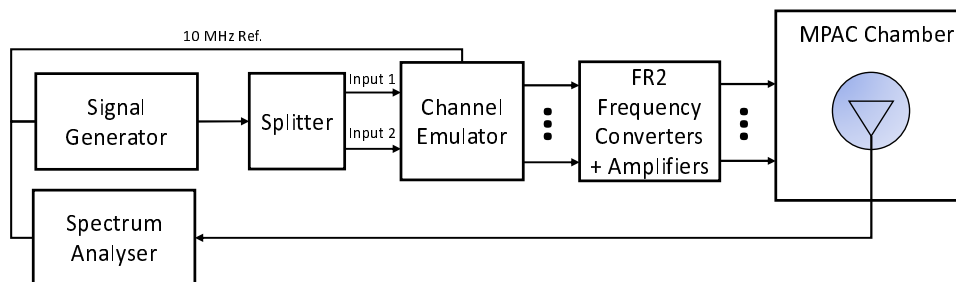 10 MHz Ref.
MPAC Chamber
Signal
Generator
Splitter
Input 1
Input 2
Channel
Emulator
FR2
Frequency
Converters
+ Amplifiers
Spectrum
Analyser